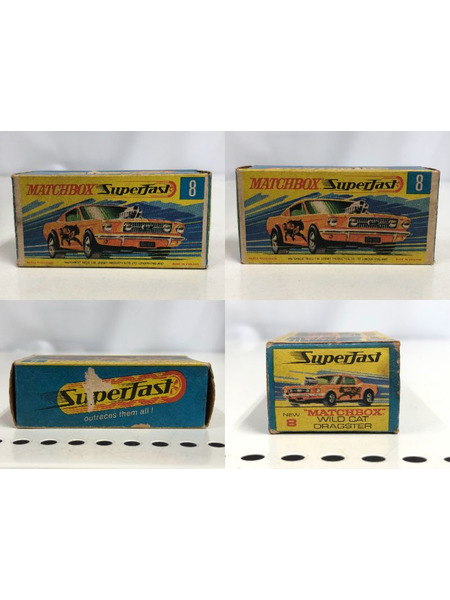 MATCHBOX Superfast 8
MATCHBOX Superfast 8
Superfast
outraces them all!
Superfast
NEW "MATCHBOX"
8 WILD CAT
DRAGSTER